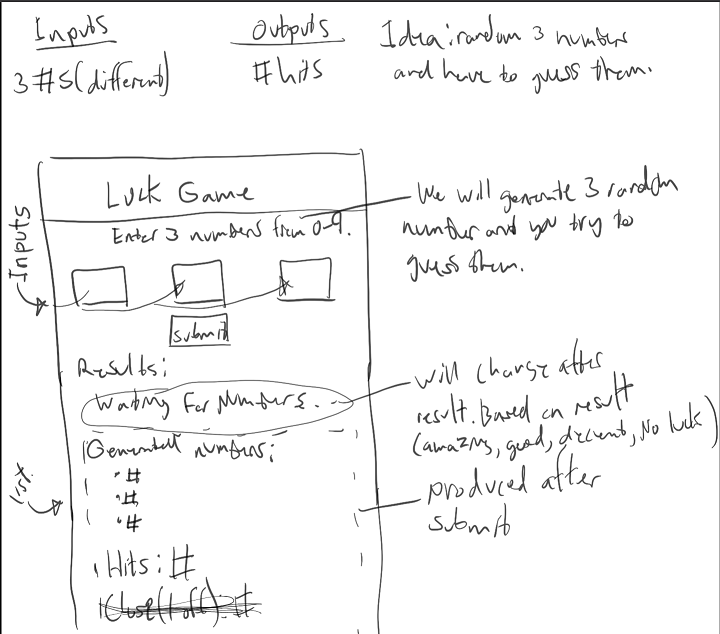 Inputs
3 #s (different)
Outputs
# hits
Idea: random 3 number
and have to guess them.
Luck Game
Enter 3 numbers from 0-9.
Inputs
submit
Results:
Waiting For Numbers.
Generated numbers:
• #
• #
• #
list.
Hits: #
Close(1 off): #
We will generate 3 random
number and you try to
guess them.
will change after
result. Based on result
(amazing, good, decent, No luck)
produced after
submit